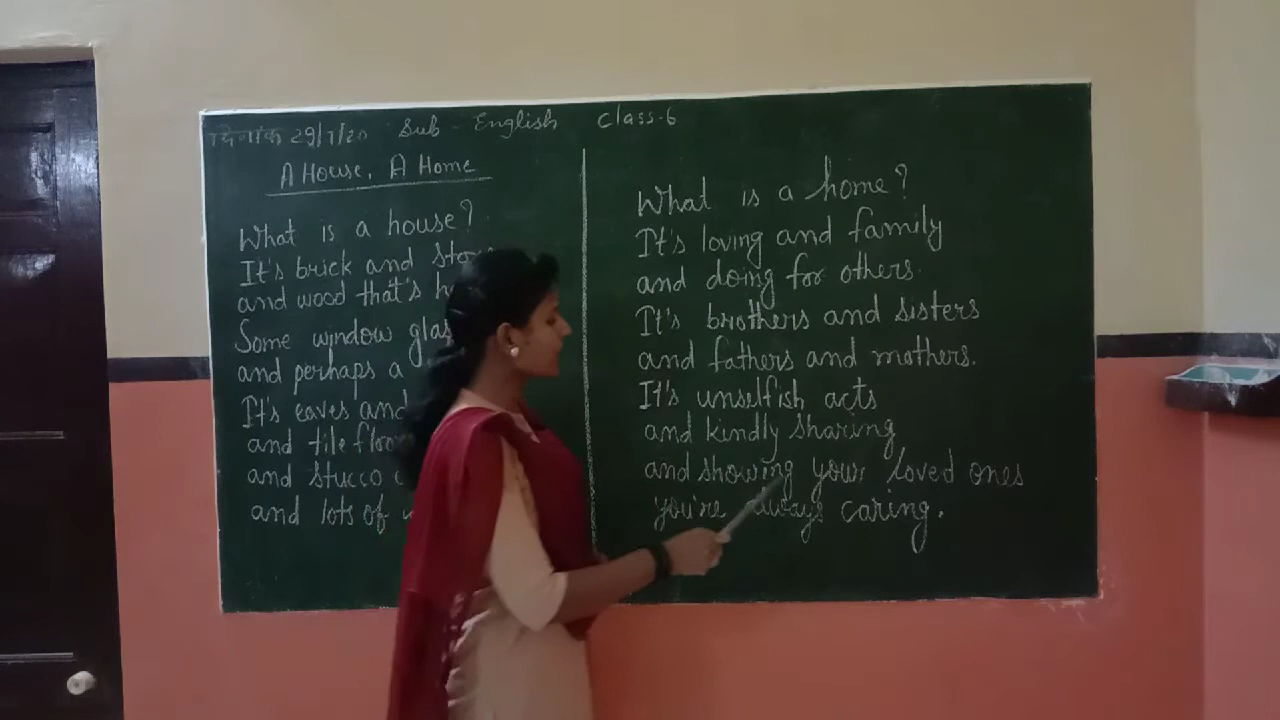 दिनांक 29/7/20 Sub - English Class-6
A House, A Home
What is a house?
It's brick and
and wood that's
Some window
and perhaps a
It's eaves and
and tile
and stucco
and lots of
What is a home?
It's loving and family
and doing for others.
It's brothers and sisters
and fathers and mothers.
It's unselfish acts
and kindly sharing
and showing your loved ones
you're always caring.